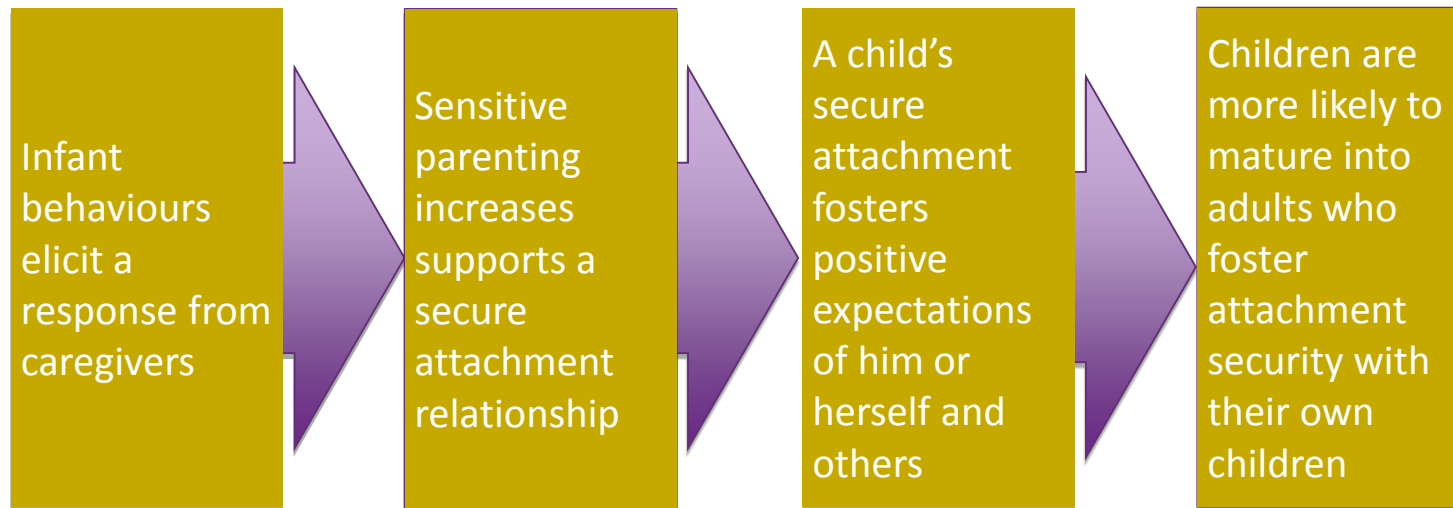 Infant
behaviours
elicit a
response from
caregivers
Sensitive
parenting
increases
supports a
secure
attachment
relationship
A child’s
secure
attachment
fosters
positive
expectations
of him or
herself and
others
Children are
more likely to
mature into
adults who
foster
attachment
security with
their own
children